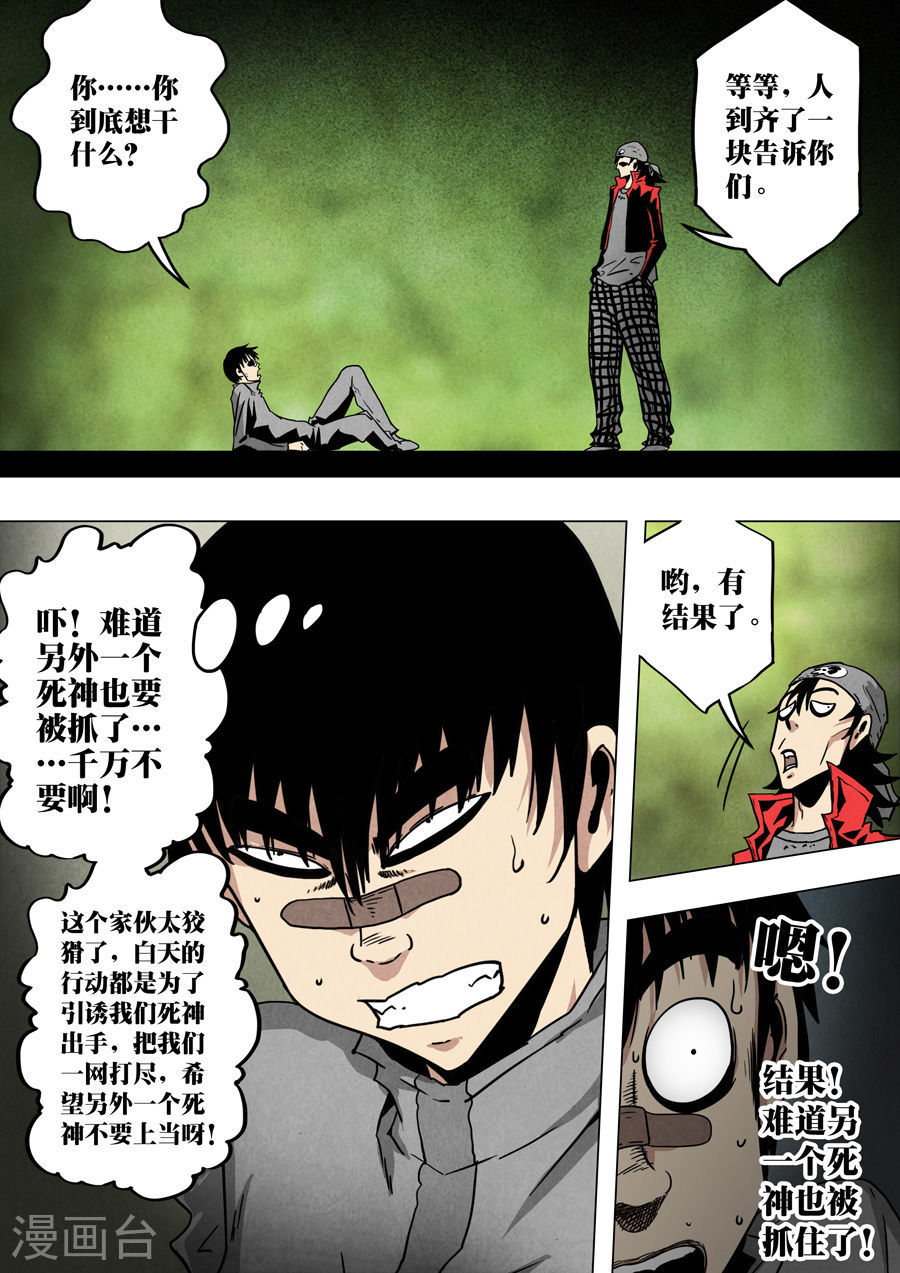 你……你
到底想干
什么？
等等，人
到齐了一
块告诉你
们。
吓！难道
另外一个
死神也要
被抓了…
…千万不
要啊！
这个家伙太狡
猾了，白天的
行动都是为了
引诱我们死神
出手，把我们
一网打尽，希
望另外一个死
神不要上当呀！
哟，有
结果了。
嗯！
结果！
难道另
一个死
神也被
抓住了！
漫画台